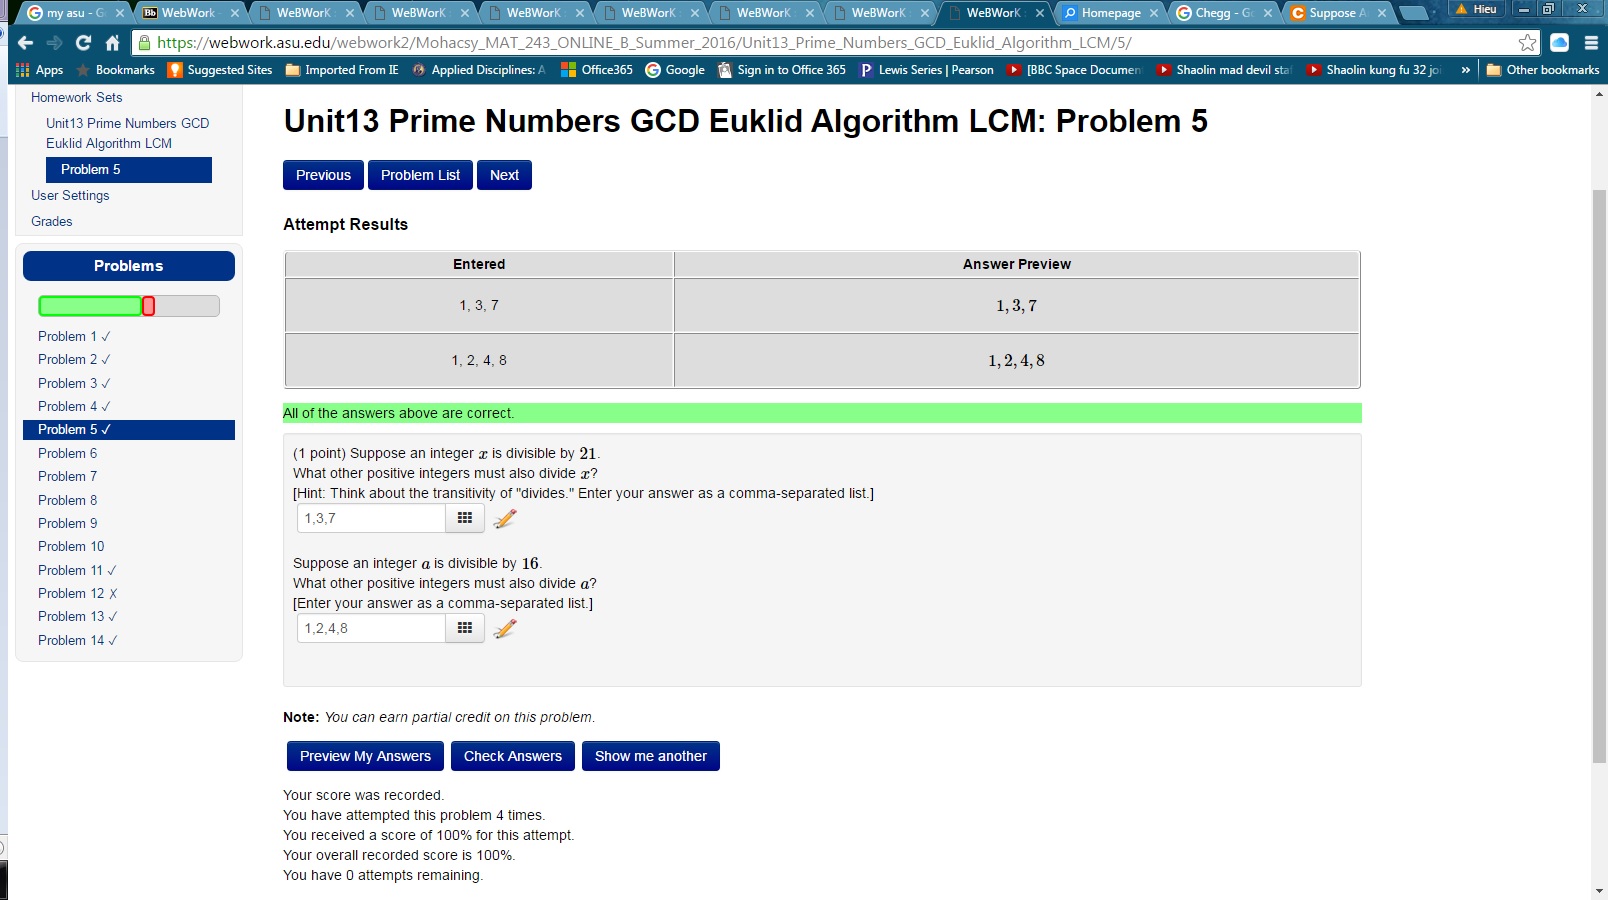 my asu - G
Bb WebWork -
WeBWorK
WeBWorK
WeBWorK
WeBWorK
WeBWorK
WeBWorK
WeBWorK
Homepage
Chegg - G
Suppose A
Hieu
https://webwork.asu.edu/webwork2/Mohacsy_MAT_243_ONLINE_B_Summer_2016/Unit13_Prime_Numbers_GCD_Euklid_Algorithm_LCM/5/
Apps Bookmarks Suggested Sites Imported From IE Applied Disciplines: A Office365 Google Sign in to Office 365 Lewis Series | Pearson [BBC Space Documen Shaolin mad devil sta Shaolin kung fu 32 joi » Other bookmarks
Homework Sets
Unit13 Prime Numbers GCD
Euklid Algorithm LCM
Problem 5
User Settings
Grades
Problems
Problem 1 ✓
Problem 2 ✓
Problem 3 ✓
Problem 4 ✓
Problem 5 ✓
Problem 6
Problem 7
Problem 8
Problem 9
Problem 10
Problem 11 ✓
Problem 12 ✗
Problem 13 ✓
Problem 14 ✓
Unit13 Prime Numbers GCD Euklid Algorithm LCM: Problem 5
Previous Problem List Next
Attempt Results
Entered Answer Preview
1, 3, 7 1, 3, 7
1, 2, 4, 8 1, 2, 4, 8
All of the answers above are correct.
(1 point) Suppose an integer x is divisible by 21.
What other positive integers must also divide x?
[Hint: Think about the transitivity of "divides." Enter your answer as a comma-separated list.]
1,3,7
Suppose an integer a is divisible by 16.
What other positive integers must also divide a?
[Enter your answer as a comma-separated list.]
1,2,4,8
Note: You can earn partial credit on this problem.
Preview My Answers Check Answers Show me another
Your score was recorded.
You have attempted this problem 4 times.
You received a score of 100% for this attempt.
Your overall recorded score is 100%.
You have 0 attempts remaining.